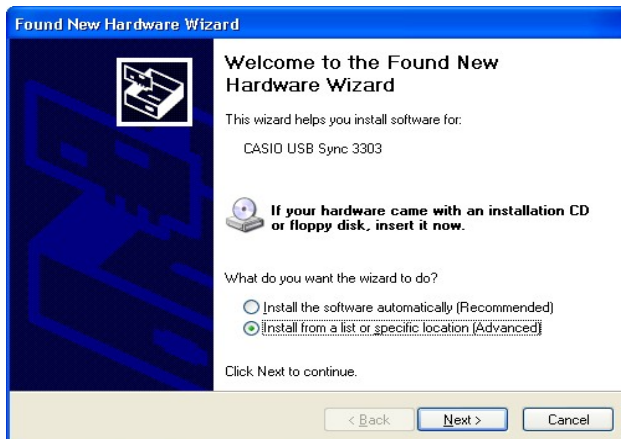 Found New Hardware Wizard
Welcome to the Found New
Hardware Wizard
This wizard helps you install software for:
CASIO USB Sync 3303
If your hardware came with an installation CD
or floppy disk, insert it now.
What do you want the wizard to do?
Install the software automatically (Recommended)
Install from a list or specific location (Advanced)
Click Next to continue.
< Back Next > Cancel